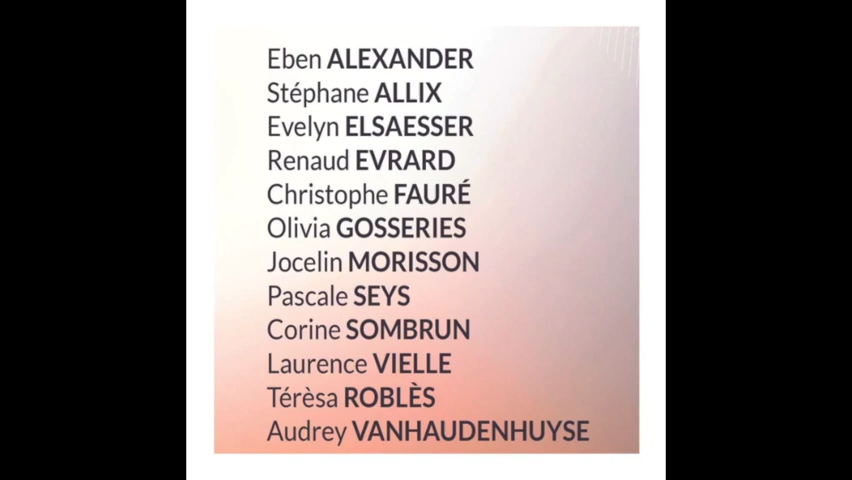 Eben ALEXANDER
Stéphane ALLIX
Evelyn ELSAESSER
Renaud EVRARD
Christophe FAURÉ
Olivia GOSSERIES
Jocelin MORISSON
Pascale SEYS
Corine SOMBRUN
Laurence VIELLE
Térèsa ROBLÈS
Audrey VANHAUDENHUYSE